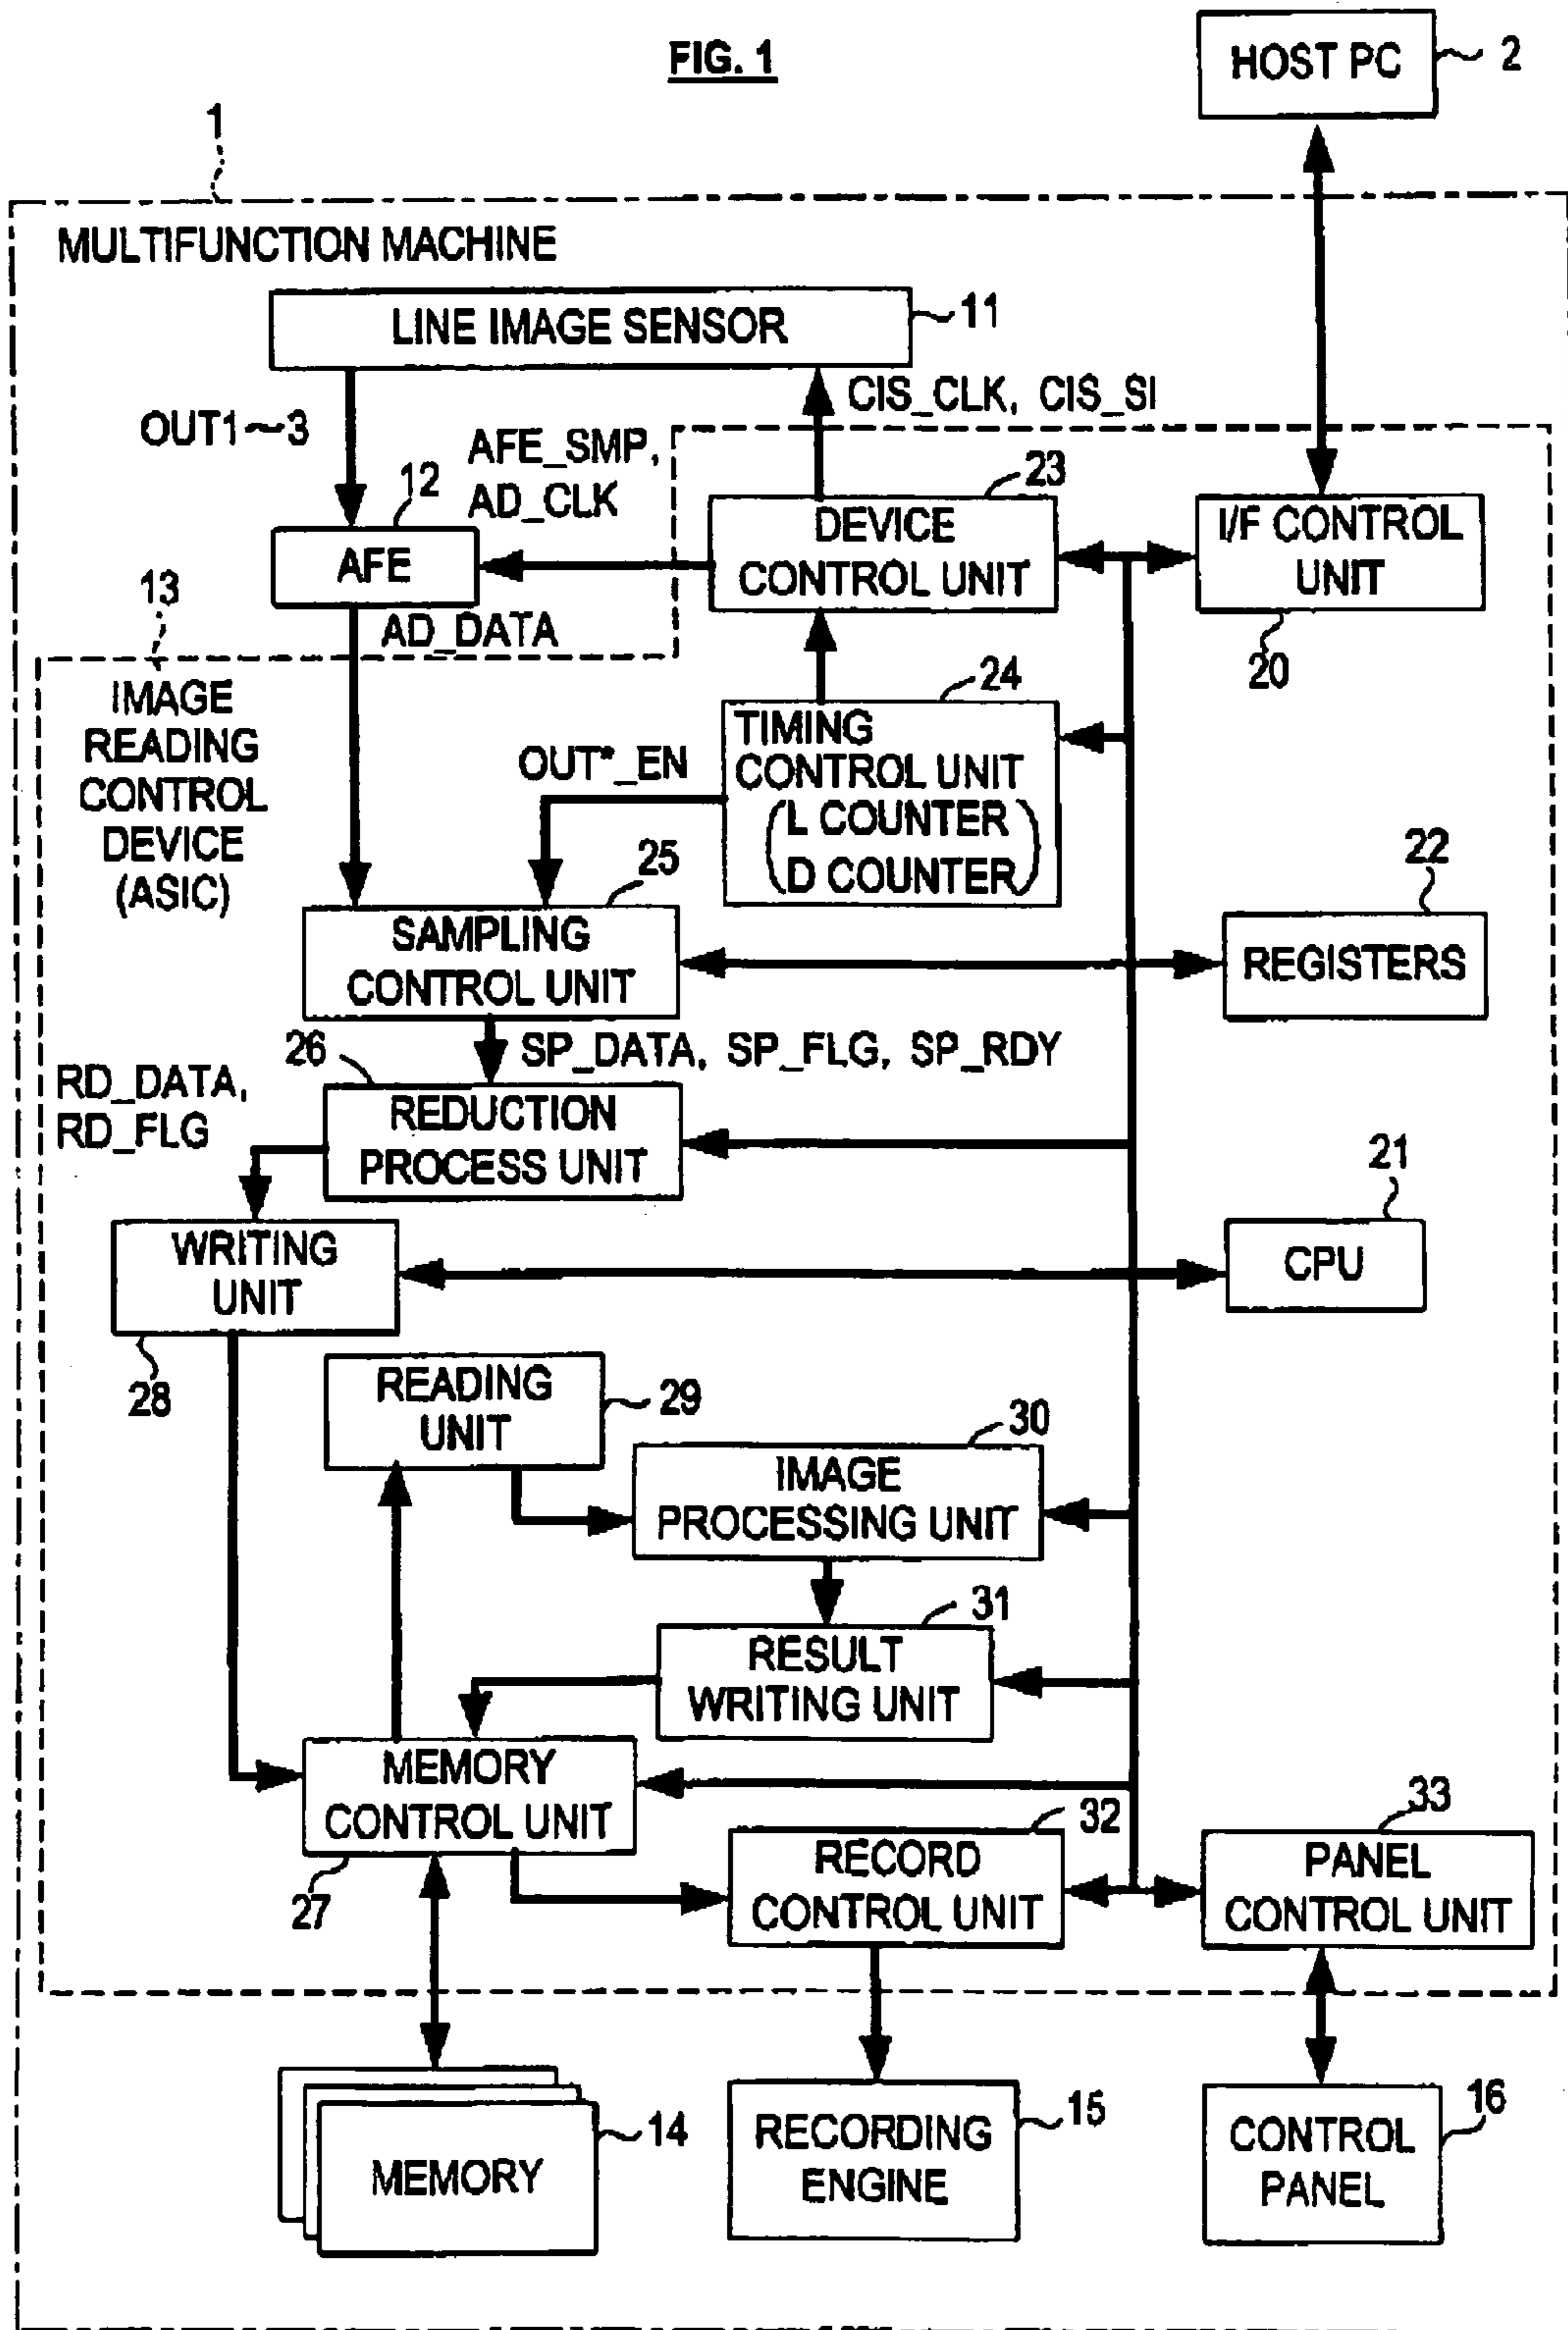 FIG. 1
HOST PC
2
1
MULTIFUNCTION MACHINE
LINE IMAGE SENSOR
11
OUT1~3
CIS_CLK, CIS_SI
AFE_SMP,
AD_CLK
12
AFE
23
DEVICE
CONTROL UNIT
I/F CONTROL
UNIT
20
13
AD_DATA
IMAGE
READING
CONTROL
DEVICE
(ASIC)
24
TIMING
CONTROL UNIT
(L COUNTER
D COUNTER)
OUT*_EN
25
SAMPLING
CONTROL UNIT
22
REGISTERS
SP_DATA, SP_FLG, SP_RDY
26
REDUCTION
PROCESS UNIT
RD_DATA,
RD_FLG
21
CPU
WRITING
UNIT
28
READING
UNIT
29
30
IMAGE
PROCESSING UNIT
31
RESULT
WRITING UNIT
MEMORY
CONTROL UNIT
27
32
RECORD
CONTROL UNIT
33
PANEL
CONTROL UNIT
MEMORY
14
RECORDING
ENGINE
15
CONTROL
PANEL
16